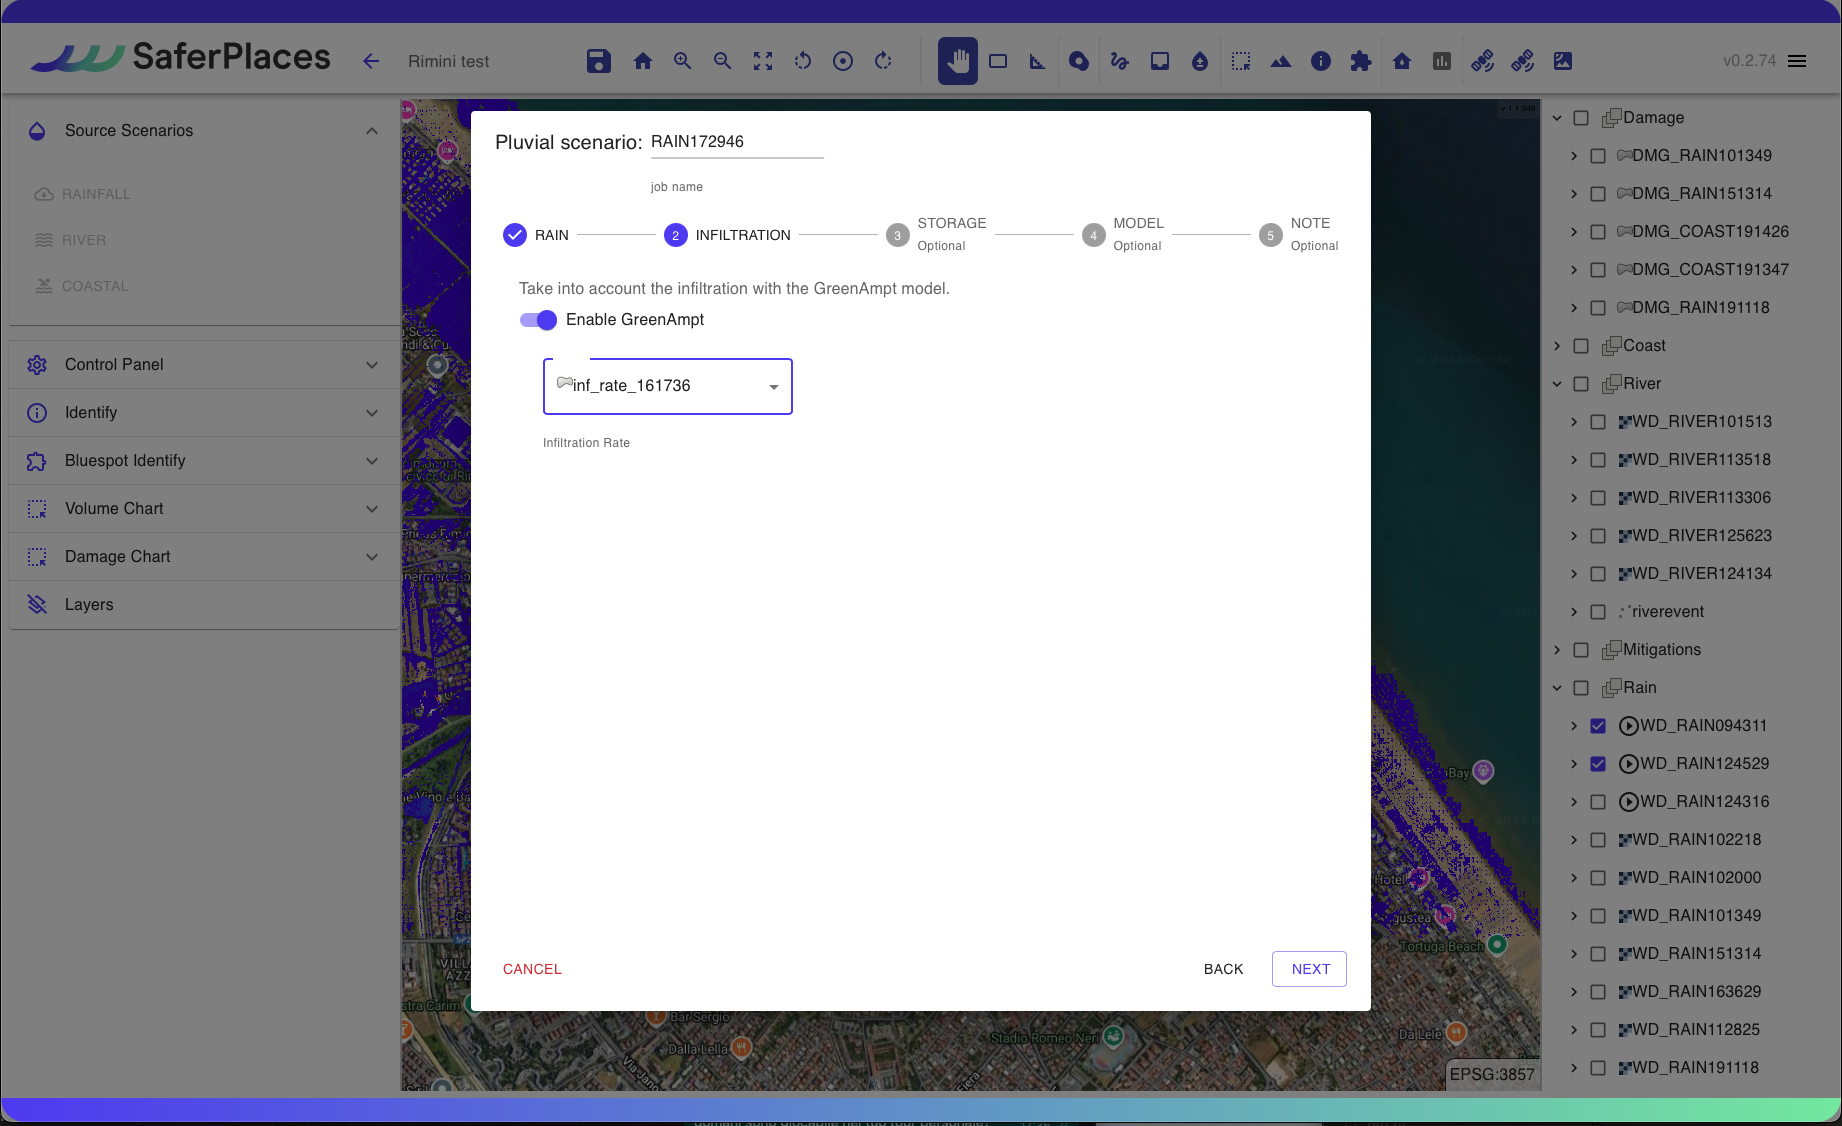 SaferPlaces
Rimini test
v0.2.74
Source Scenarios
RAINFALL
RIVER
COASTAL
Control Panel
Identify
Bluespot Identify
Volume Chart
Damage Chart
Layers
Pluvial scenario: RAIN172946
job name
RAIN
2 INFILTRATION
3 STORAGE
Optional
4 MODEL
Optional
5 NOTE
Optional
Take into account the infiltration with the GreenAmpt model.
Enable GreenAmpt
inf_rate_161736
Infiltration Rate
CANCEL
BACK
NEXT
Damage
DMG_RAIN101349
DMG_RAIN151314
DMG_COAST191426
DMG_COAST191347
DMG_RAIN191118
Coast
River
WD_RIVER101513
WD_RIVER113518
WD_RIVER113306
WD_RIVER125623
WD_RIVER124134
riverevent
Mitigations
Rain
WD_RAIN094311
WD_RAIN124529
WD_RAIN124316
WD_RAIN102218
WD_RAIN102000
WD_RAIN101349
WD_RAIN151314
WD_RAIN163629
WD_RAIN112825
WD_RAIN191118
Hotel
Tortuga Beach
Bar Sergio
Dalla Lella
Stadio Romeo Neri
Da Lele
EPSG:3857